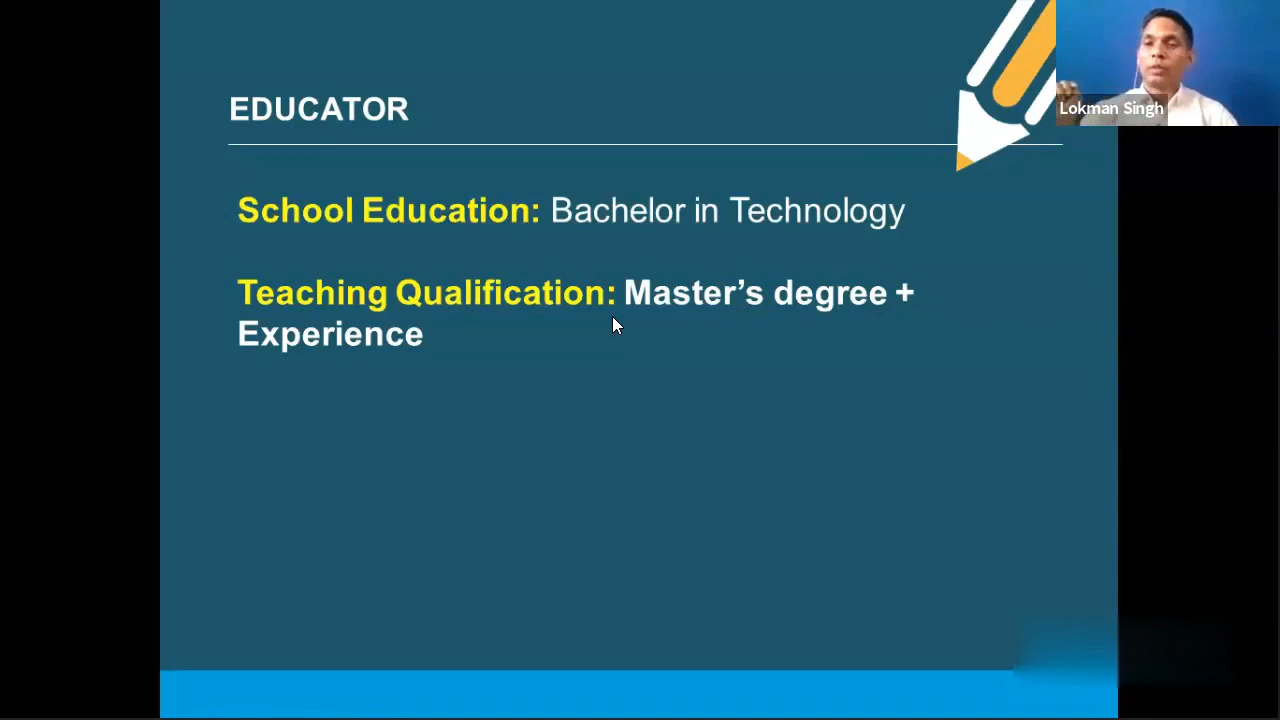 EDUCATOR
Lokman Singh
School Education: Bachelor in Technology
Teaching Qualification: Master’s degree +
Experience